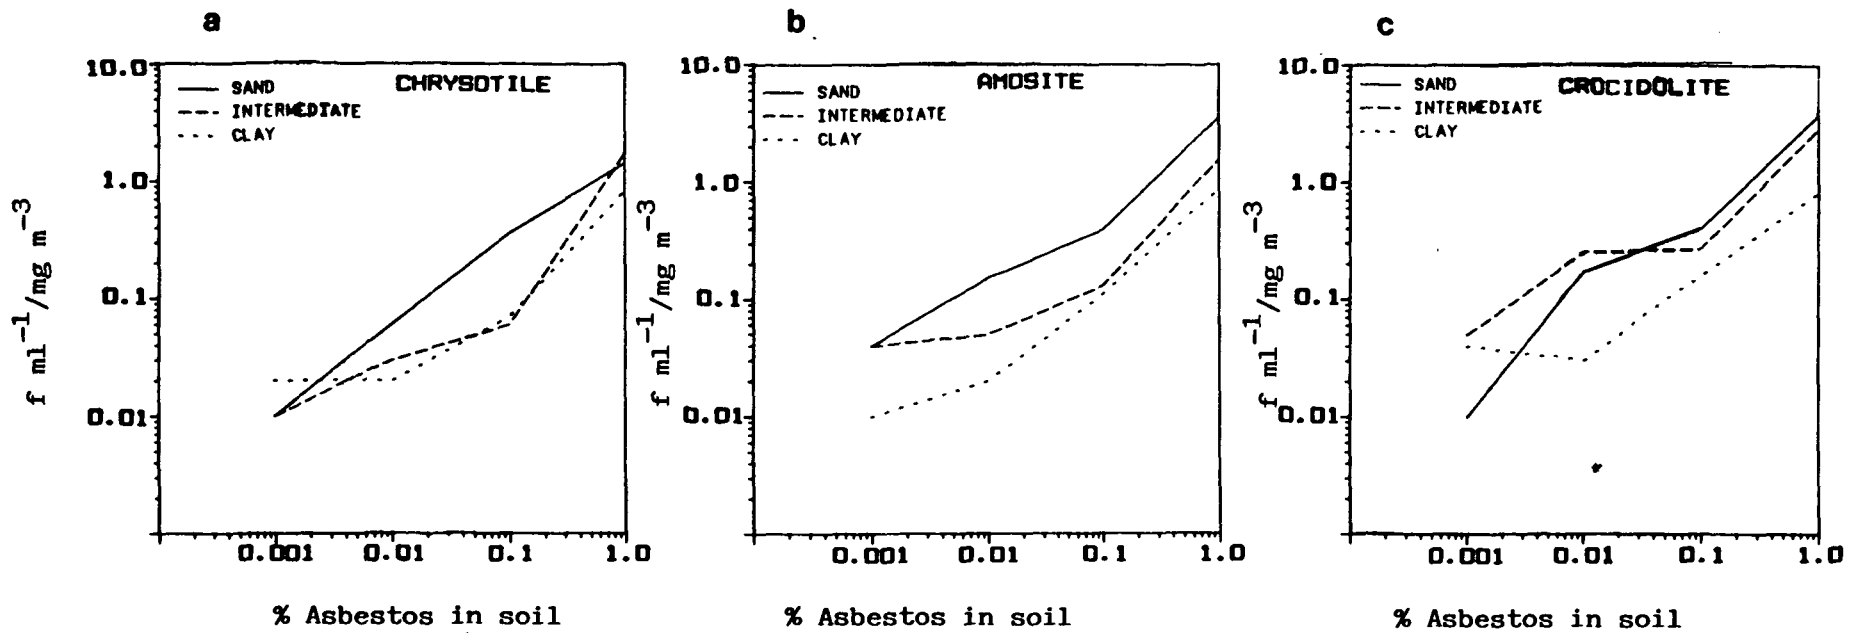 a
CHRYSOTILE
SAND
INTERMEDIATE
CLAY
10.0
1.0
0.1
0.01
f ml⁻¹/mg m⁻³
0.001 0.01 0.1 1.0
% Asbestos in soil
b
AMOSITE
SAND
INTERMEDIATE
CLAY
10.0
1.0
0.1
0.01
f ml⁻¹/mg m⁻³
0.001 0.01 0.1 1.0
% Asbestos in soil
c
CROCIDOLITE
SAND
INTERMEDIATE
CLAY
10.0
1.0
0.1
0.01
f ml⁻¹/mg m⁻³
0.001 0.01 0.1 1.0
% Asbestos in soil